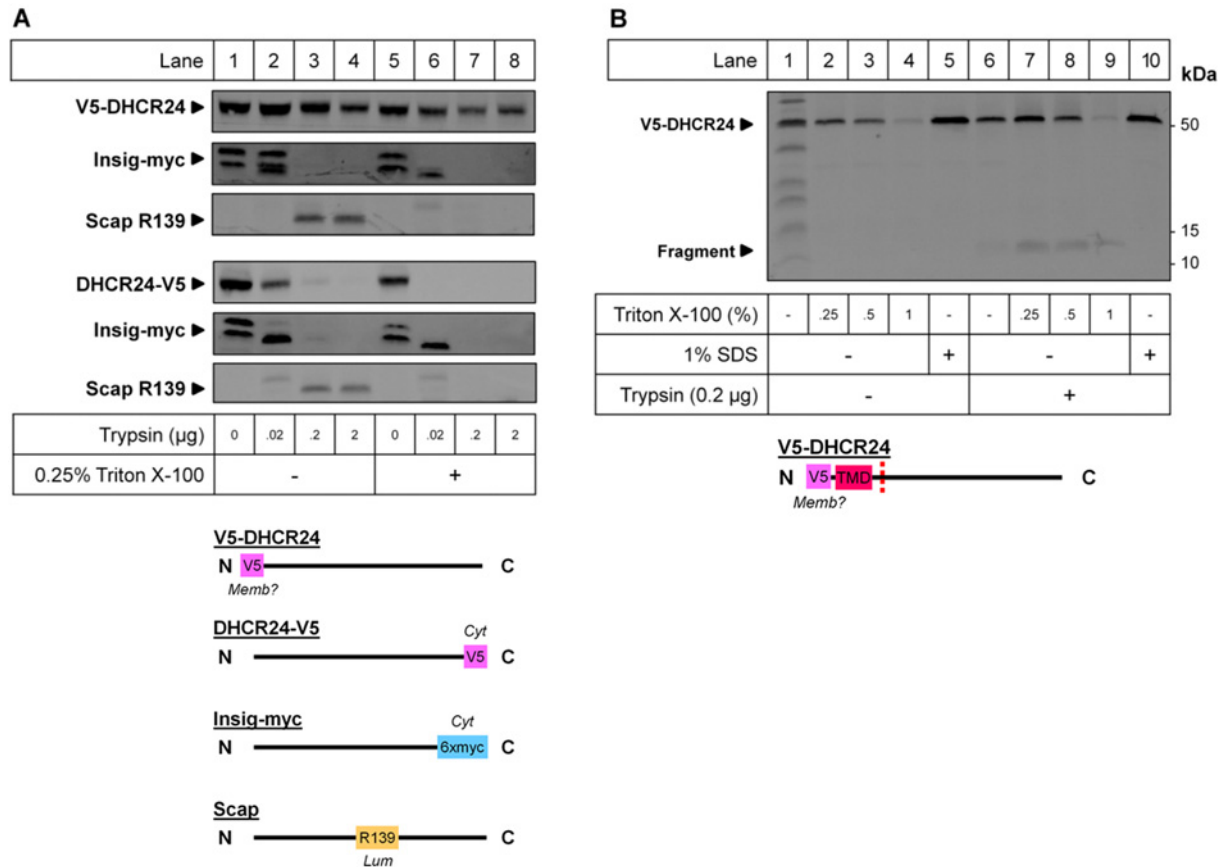 A
Lane 1 2 3 4 5 6 7 8
V5-DHCR24
Insig-myc
Scap R139
DHCR24-V5
Insig-myc
Scap R139
Trypsin (µg) 0 .02 .2 2 0 .02 .2 2
0.25% Triton X-100 - +
V5-DHCR24
N V5 C
Memb?
DHCR24-V5
Cyt
N V5 C
Insig-myc
Cyt
N 6xmyc C
Scap
N R139 C
Lum
B
Lane 1 2 3 4 5 6 7 8 9 10 kDa
V5-DHCR24 - 50
- 15
Fragment
- 10
Triton X-100 (%) - .25 .5 1 - - .25 .5 1 -
1% SDS - + - +
Trypsin (0.2 µg) - +
V5-DHCR24
N V5 TMD C
Memb?